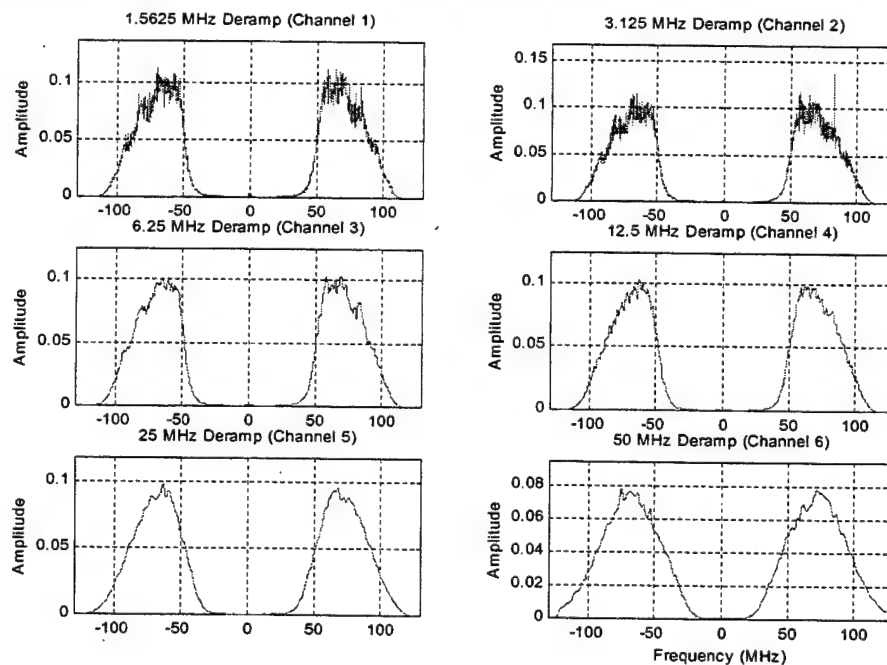 1.5625 MHz Deramp (Channel 1)
Amplitude
0.1
0.05
0
-100 -50 0 50 100
3.125 MHz Deramp (Channel 2)
Amplitude
0.15
0.1
0.05
0
-100 -50 0 50 100
6.25 MHz Deramp (Channel 3)
Amplitude
0.1
0.05
0
-100 -50 0 50 100
12.5 MHz Deramp (Channel 4)
Amplitude
0.1
0.05
0
-100 -50 0 50 100
25 MHz Deramp (Channel 5)
Amplitude
0.1
0.05
0
-100 -50 0 50 100
50 MHz Deramp (Channel 6)
Amplitude
0.08
0.06
0.04
0.02
0
-100 -50 0 50 100
Frequency (MHz)